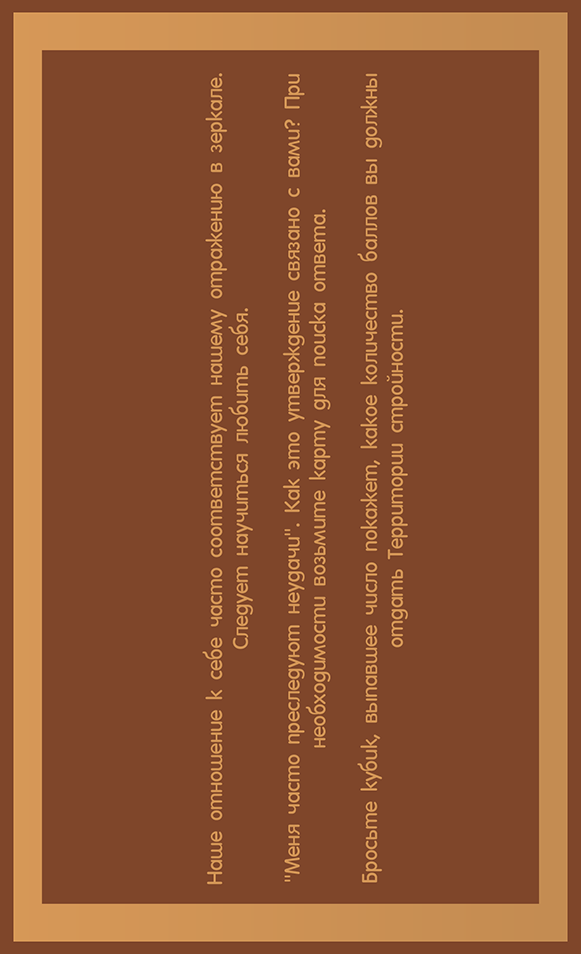 Наше отношение к себе часто соответствует нашему отражению в зеркале.
Следует научиться любить себя.
"Меня часто преследуют неудачи". Как это утверждение связано с вами? При
необходимости возьмите карту для поиска ответа.
Бросьте кубик, выпавшее число покажет, какое количество баллов вы должны
отдать Территории стройности.